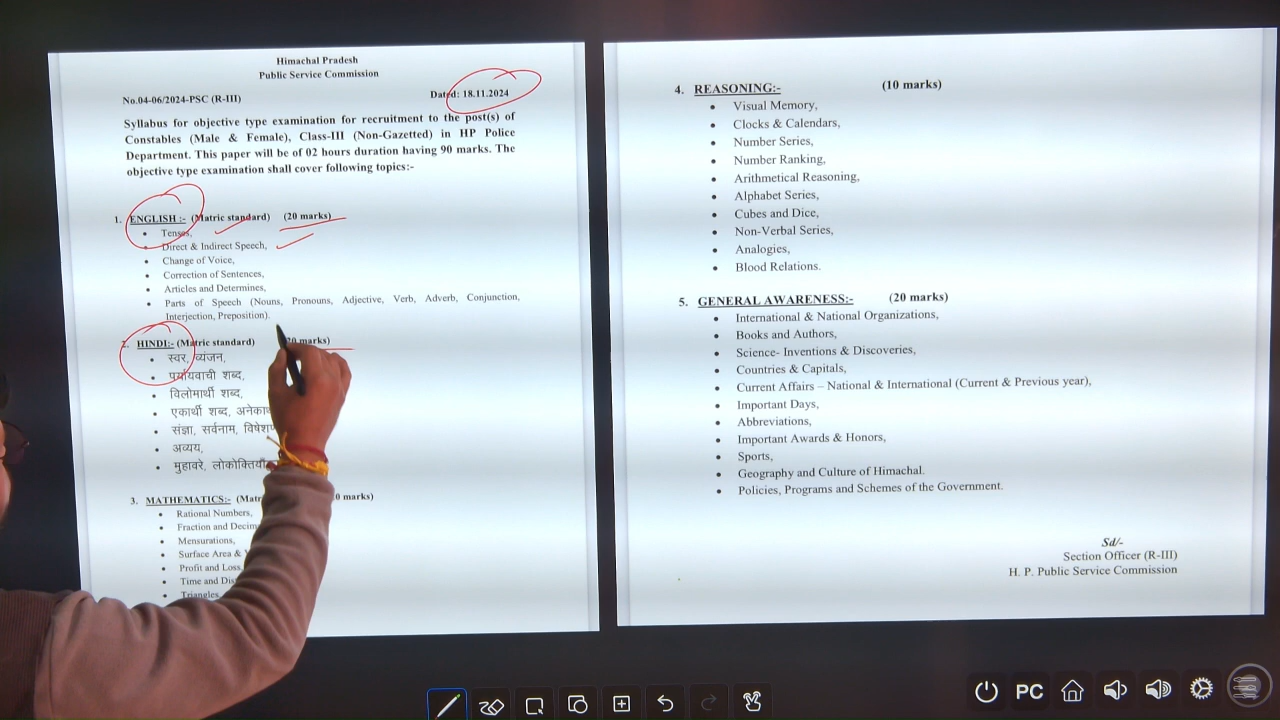 Himachal Pradesh
Public Service Commission
No.04-06/2024-PSC (R-III)
Dated: 18.11.2024
Syllabus for objective type examination for recruitment to the post(s) of
Constables (Male & Female), Class-III (Non-Gazetted) in HP Police
Department. This paper will be of 02 hours duration having 90 marks. The
objective type examination shall cover following topics:-
1. ENGLISH :- (Matric standard) (20 marks)
• Tenses,
• Direct & Indirect Speech,
• Change of Voice,
• Correction of Sentences,
• Articles and Determines,
• Parts of Speech (Nouns, Pronouns, Adjective, Verb, Adverb, Conjunction,
Interjection, Preposition).
2. HINDI:- (Matric standard) marks)
• स्वर, व्यंजन,
• पर्यायवाची शब्द,
• विलोमार्थी शब्द,
• एकार्थी शब्द,
• संज्ञा, सर्वनाम,
• अव्यय,
• मुहावरे, लोकोक्तियाँ
3. MATHEMATICS:- marks)
• Rational Numbers,
• Fraction and
• Mensurations,
• Surface Area &
• Profit and Loss,
• Time and
• Triangles,
4. REASONING:- (10 marks)
• Visual Memory,
• Clocks & Calendars,
• Number Series,
• Number Ranking,
• Arithmetical Reasoning,
• Alphabet Series,
• Cubes and Dice,
• Non-Verbal Series,
• Analogies,
• Blood Relations.
5. GENERAL AWARENESS:- (20 marks)
• International & National Organizations,
• Books and Authors,
• Science- Inventions & Discoveries,
• Countries & Capitals,
• Current Affairs – National & International (Current & Previous year),
• Important Days,
• Abbreviations,
• Important Awards & Honors,
• Sports,
• Geography and Culture of Himachal.
• Policies, Programs and Schemes of the Government.
Sd/-
Section Officer (R-III)
H. P. Public Service Commission
PC